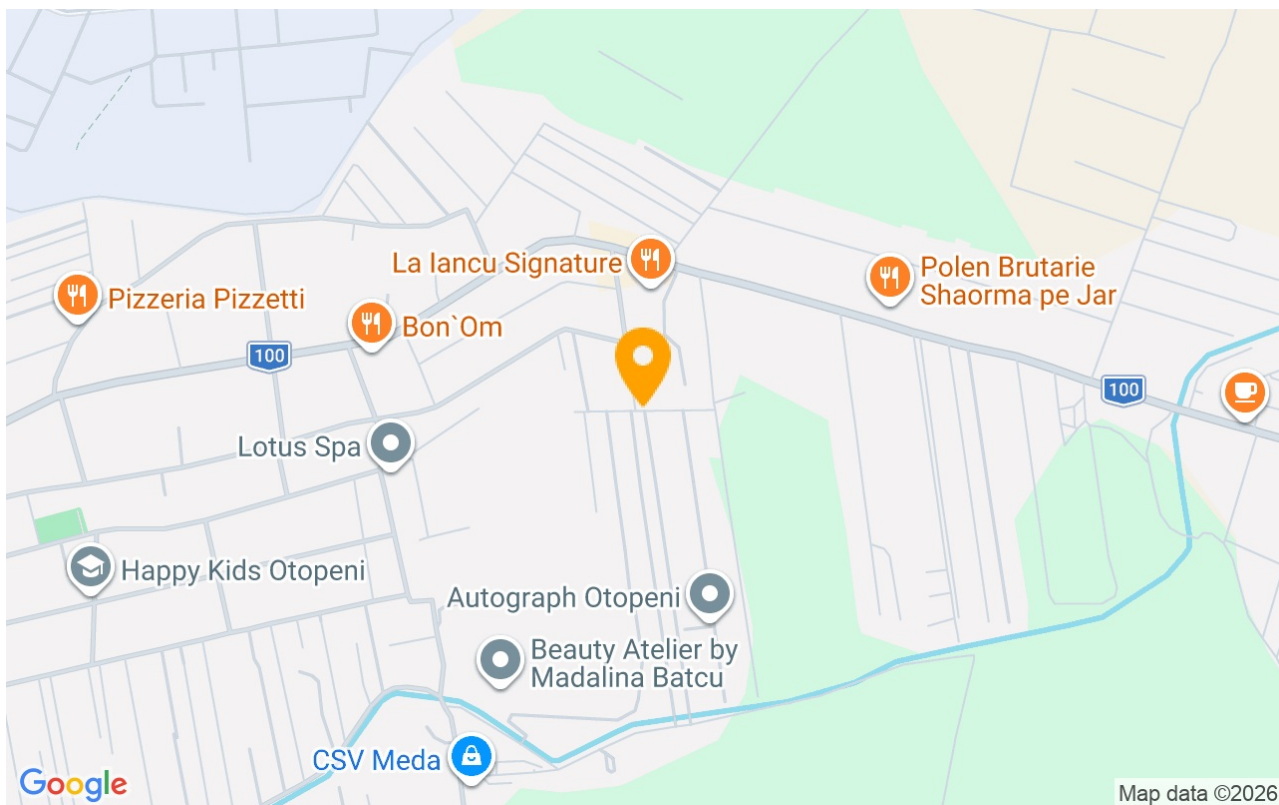 La Iancu Signature
Polen Brutarie
Shaorma pe Jar
Pizzeria Pizzetti
Bon`Om
100
100
Lotus Spa
Happy Kids Otopeni
Autograph Otopeni
Beauty Atelier by
Madalina Batcu
CSV Meda
Google
Map data ©2026